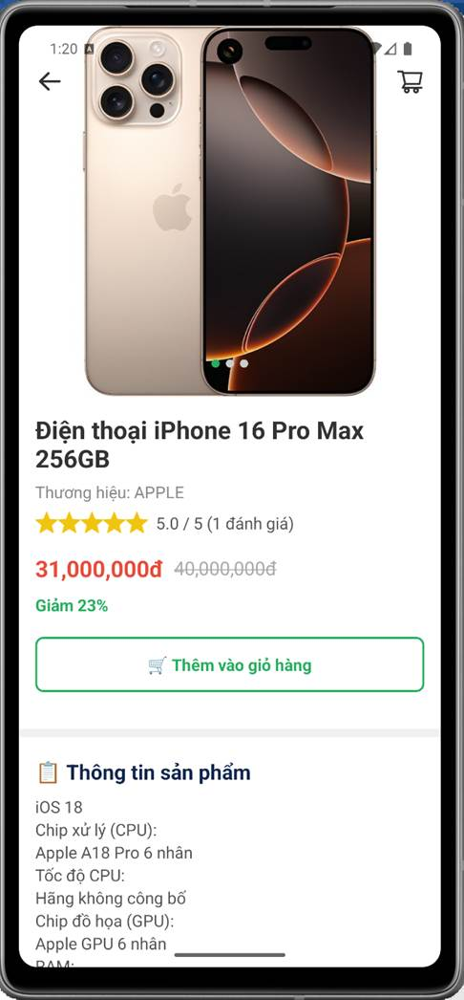 1:20
Điện thoại iPhone 16 Pro Max
256GB
Thương hiệu: APPLE
5.0 / 5 (1 đánh giá)
31,000,000đ 40,000,000đ
Giảm 23%
🛒 Thêm vào giỏ hàng
📋 Thông tin sản phẩm
iOS 18
Chip xử lý (CPU):
Apple A18 Pro 6 nhân
Tốc độ CPU:
Hãng không công bố
Chip đồ họa (GPU):
Apple GPU 6 nhân
RAM: